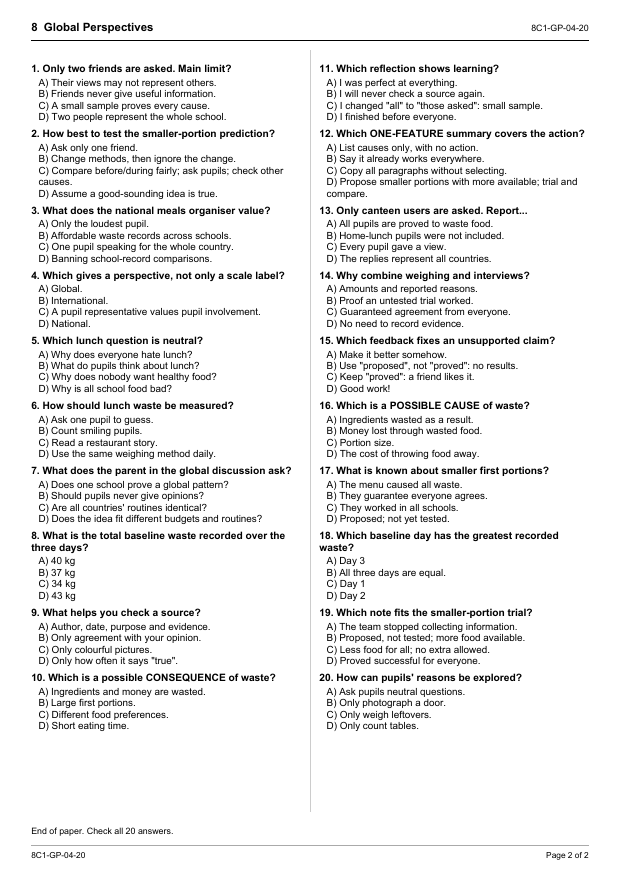 8 Global Perspectives
8C1-GP-04-20
1. Only two friends are asked. Main limit?
A) Their views may not represent others.
B) Friends never give useful information.
C) A small sample proves every cause.
D) Two people represent the whole school.
2. How best to test the smaller-portion prediction?
A) Ask only one friend.
B) Change methods, then ignore the change.
C) Compare before/during fairly; ask pupils; check other
causes.
D) Assume a good-sounding idea is true.
3. What does the national meals organiser value?
A) Only the loudest pupil.
B) Affordable waste records across schools.
C) One pupil speaking for the whole country.
D) Banning school-record comparisons.
4. Which gives a perspective, not only a scale label?
A) Global.
B) International.
C) A pupil representative values pupil involvement.
D) National.
5. Which lunch question is neutral?
A) Why does everyone hate lunch?
B) What do pupils think about lunch?
C) Why does nobody want healthy food?
D) Why is all school food bad?
6. How should lunch waste be measured?
A) Ask one pupil to guess.
B) Count smiling pupils.
C) Read a restaurant story.
D) Use the same weighing method daily.
7. What does the parent in the global discussion ask?
A) Does one school prove a global pattern?
B) Should pupils never give opinions?
C) Are all countries' routines identical?
D) Does the idea fit different budgets and routines?
8. What is the total baseline waste recorded over the
three days?
A) 40 kg
B) 37 kg
C) 34 kg
D) 43 kg
9. What helps you check a source?
A) Author, date, purpose and evidence.
B) Only agreement with your opinion.
C) Only colourful pictures.
D) Only how often it says "true".
10. Which is a possible CONSEQUENCE of waste?
A) Ingredients and money are wasted.
B) Large first portions.
C) Different food preferences.
D) Short eating time.
11. Which reflection shows learning?
A) I was perfect at everything.
B) I will never check a source again.
C) I changed "all" to "those asked": small sample.
D) I finished before everyone.
12. Which ONE-FEATURE summary covers the action?
A) List causes only, with no action.
B) Say it already works everywhere.
C) Copy all paragraphs without selecting.
D) Propose smaller portions with more available; trial and
compare.
13. Only canteen users are asked. Report...
A) All pupils are proved to waste food.
B) Home-lunch pupils were not included.
C) Every pupil gave a view.
D) The replies represent all countries.
14. Why combine weighing and interviews?
A) Amounts and reported reasons.
B) Proof an untested trial worked.
C) Guaranteed agreement from everyone.
D) No need to record evidence.
15. Which feedback fixes an unsupported claim?
A) Make it better somehow.
B) Use "proposed", not "proved": no results.
C) Keep "proved": a friend likes it.
D) Good work!
16. Which is a POSSIBLE CAUSE of waste?
A) Ingredients wasted as a result.
B) Money lost through wasted food.
C) Portion size.
D) The cost of throwing food away.
17. What is known about smaller first portions?
A) The menu caused all waste.
B) They guarantee everyone agrees.
C) They worked in all schools.
D) Proposed; not yet tested.
18. Which baseline day has the greatest recorded
waste?
A) Day 3
B) All three days are equal.
C) Day 1
D) Day 2
19. Which note fits the smaller-portion trial?
A) The team stopped collecting information.
B) Proposed, not tested; more food available.
C) Less food for all; no extra allowed.
D) Proved successful for everyone.
20. How can pupils' reasons be explored?
A) Ask pupils neutral questions.
B) Only photograph a door.
C) Only weigh leftovers.
D) Only count tables.
End of paper. Check all 20 answers.
8C1-GP-04-20
Page 2 of 2